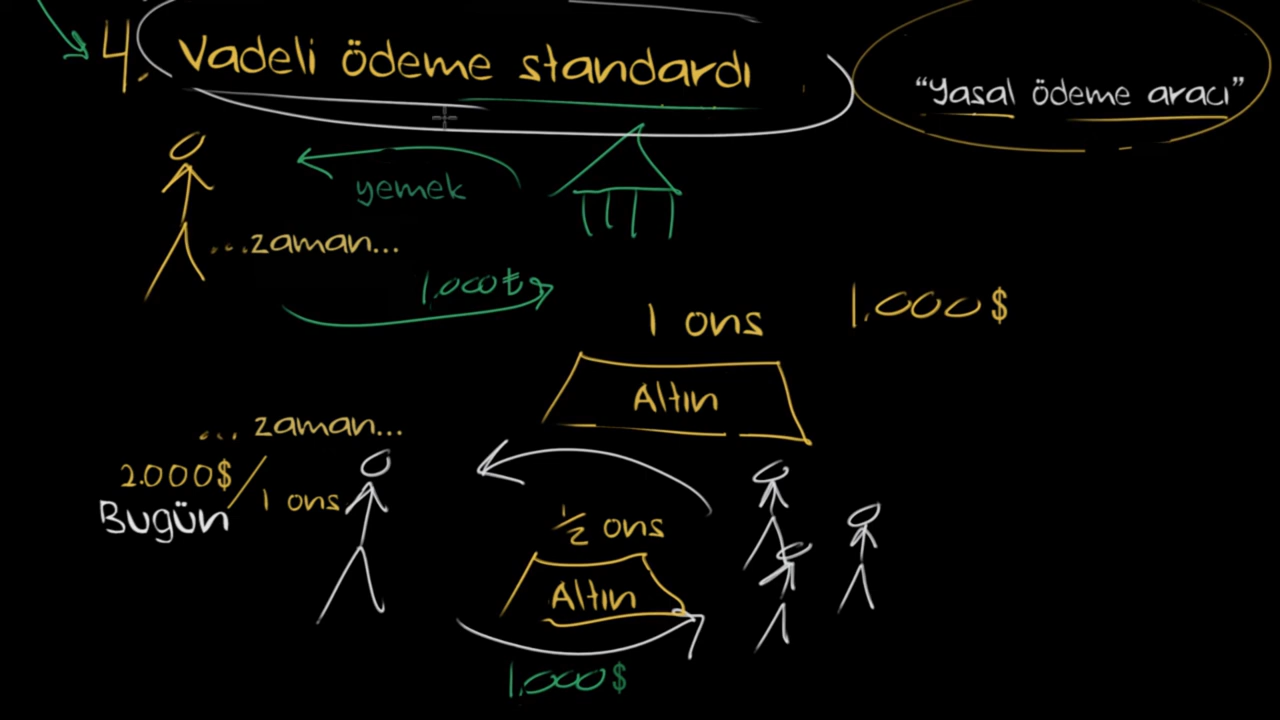 4. Vadeli ödeme standardı
"Yasal ödeme aracı"
yemek
...zaman...
1.000₺
1 ons
1.000$
Altın
... zaman...
2.000$/1 ons
Bugün
½ ons
Altın
1.000$